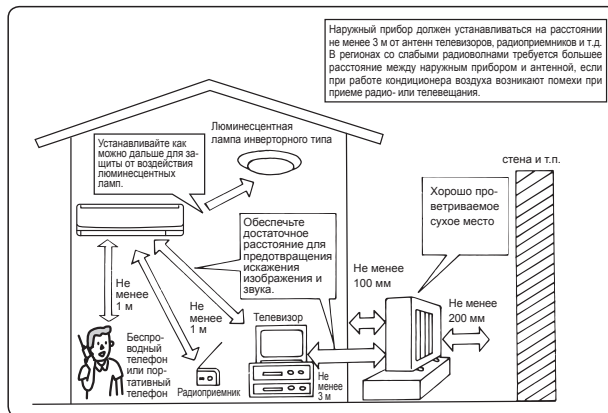 Наружный прибор должен устанавливаться на расстоянии
не менее 3 м от антенн телевизоров, радиоприемников и т.д.
В регионах со слабыми радиоволнами требуется большее
расстояние между наружным прибором и антенной, если
при работе кондиционера воздуха возникают помехи при
приеме радио- или телевещания.
Люминесцентная
лампа инверторного типа
Устанавливайте как
можно дальше для за-
щиты от воздействия
люминесцентных
ламп.
стена и т.п.
Хорошо про-
ветриваемое
сухое место
Обеспечьте
достаточное
расстояние для
предотвращения
искажения
изображения и
звука.
Не менее
100 мм
Не менее
200 мм
Не
менее
1 м
Не
менее
1 м
Телевизор
Беспро-
водный
телефон
или пор-
тативный
телефон
Радиоприемник
Не
менее
3 м